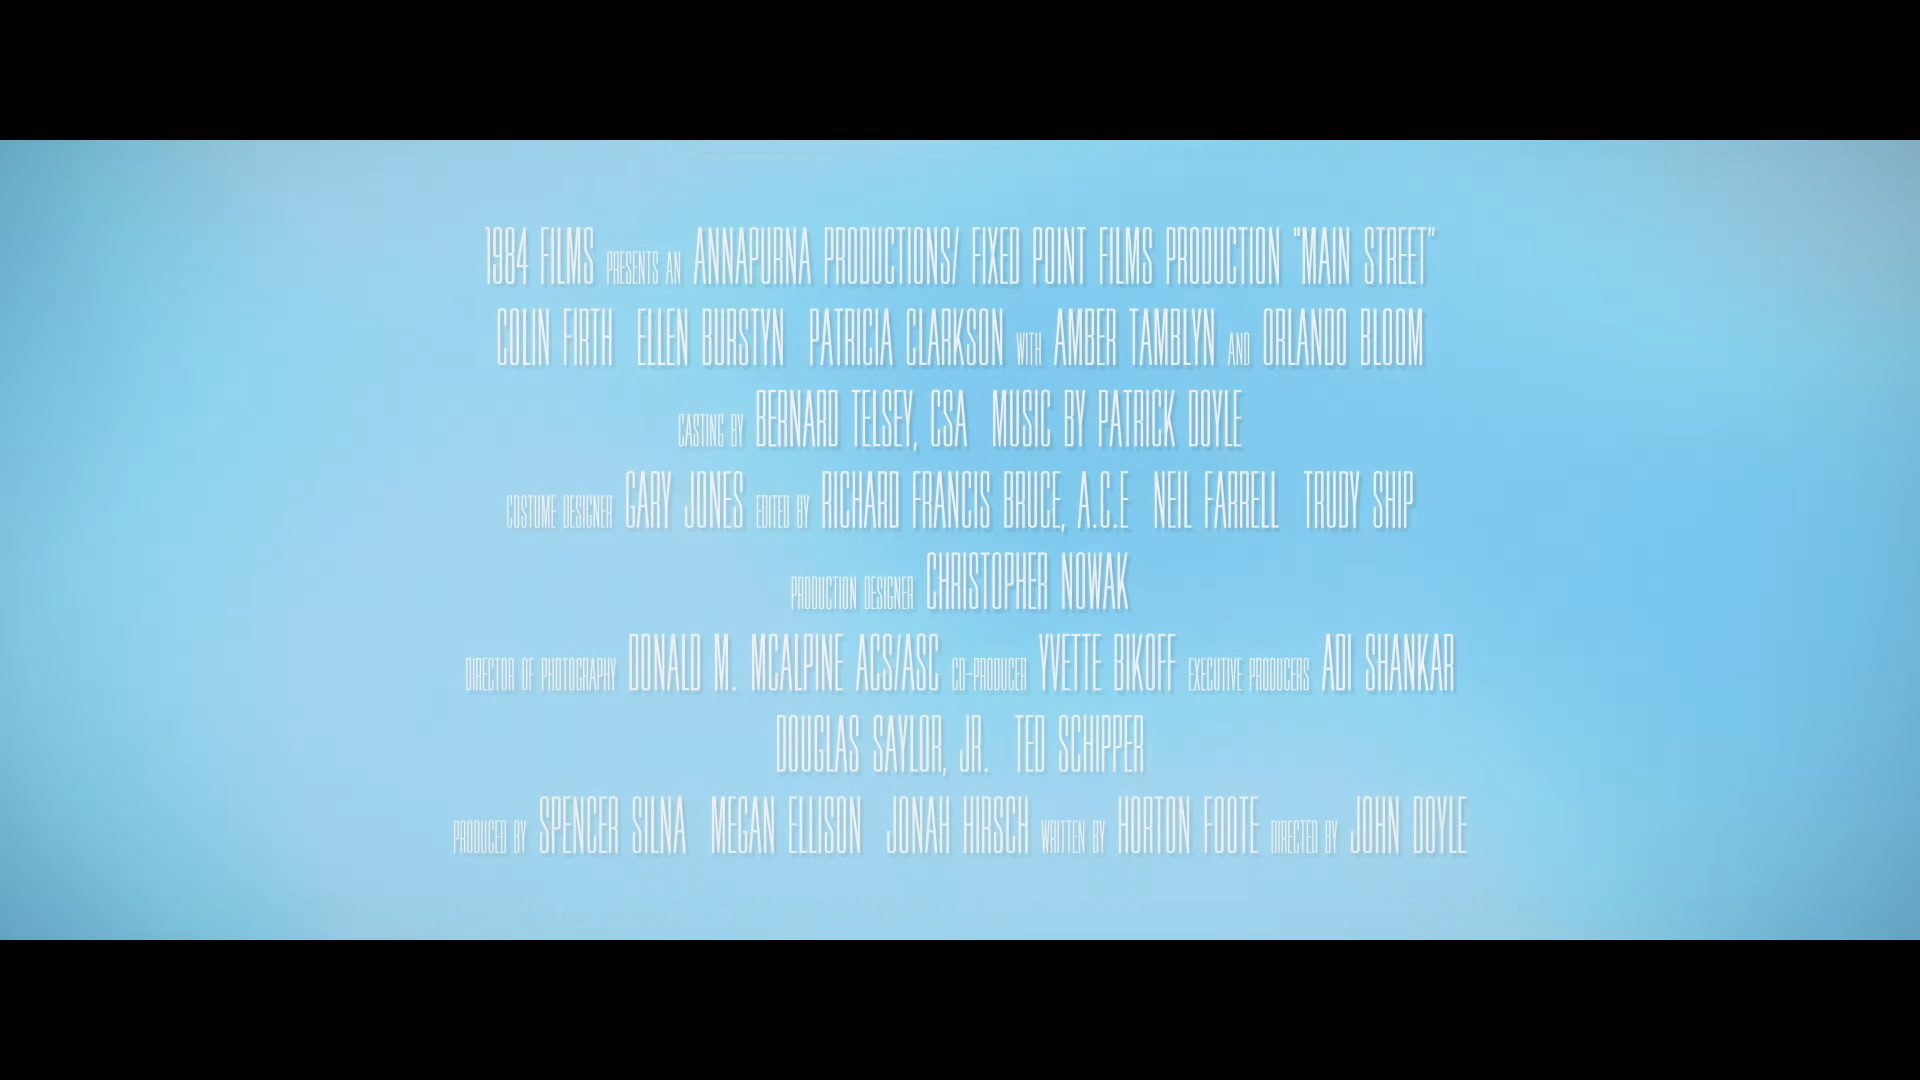 1984 FILMS PRESENTS AN ANNAPURNA PRODUCTIONS/ FIXED POINT FILMS PRODUCTION "MAIN STREET"
COLIN FIRTH ELLEN BURSTYN PATRICIA CLARKSON WITH AMBER TAMBLYN AND ORLANDO BLOOM
CASTING BY BERNARD TELSEY, CSA MUSIC BY PATRICK DOYLE
COSTUME DESIGNER GARY JONES EDITED BY RICHARD FRANCIS BRUCE, A.C.E NEIL FARRELL TRUDY SHIP
PRODUCTION DESIGNER CHRISTOPHER NOWAK
DIRECTOR OF PHOTOGRAPHY DONALD M. MCALPINE ACS/ASC CO-PRODUCER YVETTE BIKOFF EXECUTIVE PRODUCERS ADI SHANKAR
DOUGLAS SAYLOR, JR. TED SCHIPPER
PRODUCED BY SPENCER SILNA MEGAN ELLISON JONAH HIRSCH WRITTEN BY HORTON FOOTE DIRECTED BY JOHN DOYLE